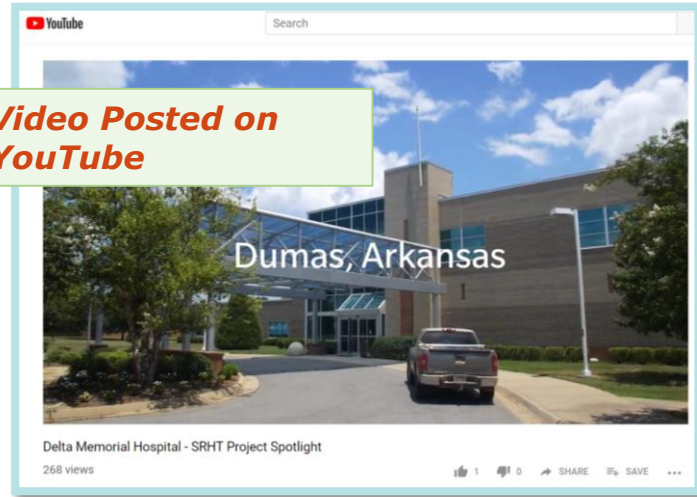 YouTube
Search
Video Posted on
YouTube
Dumas, Arkansas
Delta Memorial Hospital - SRHT Project Spotlight
268 views
1
0
SHARE
SAVE